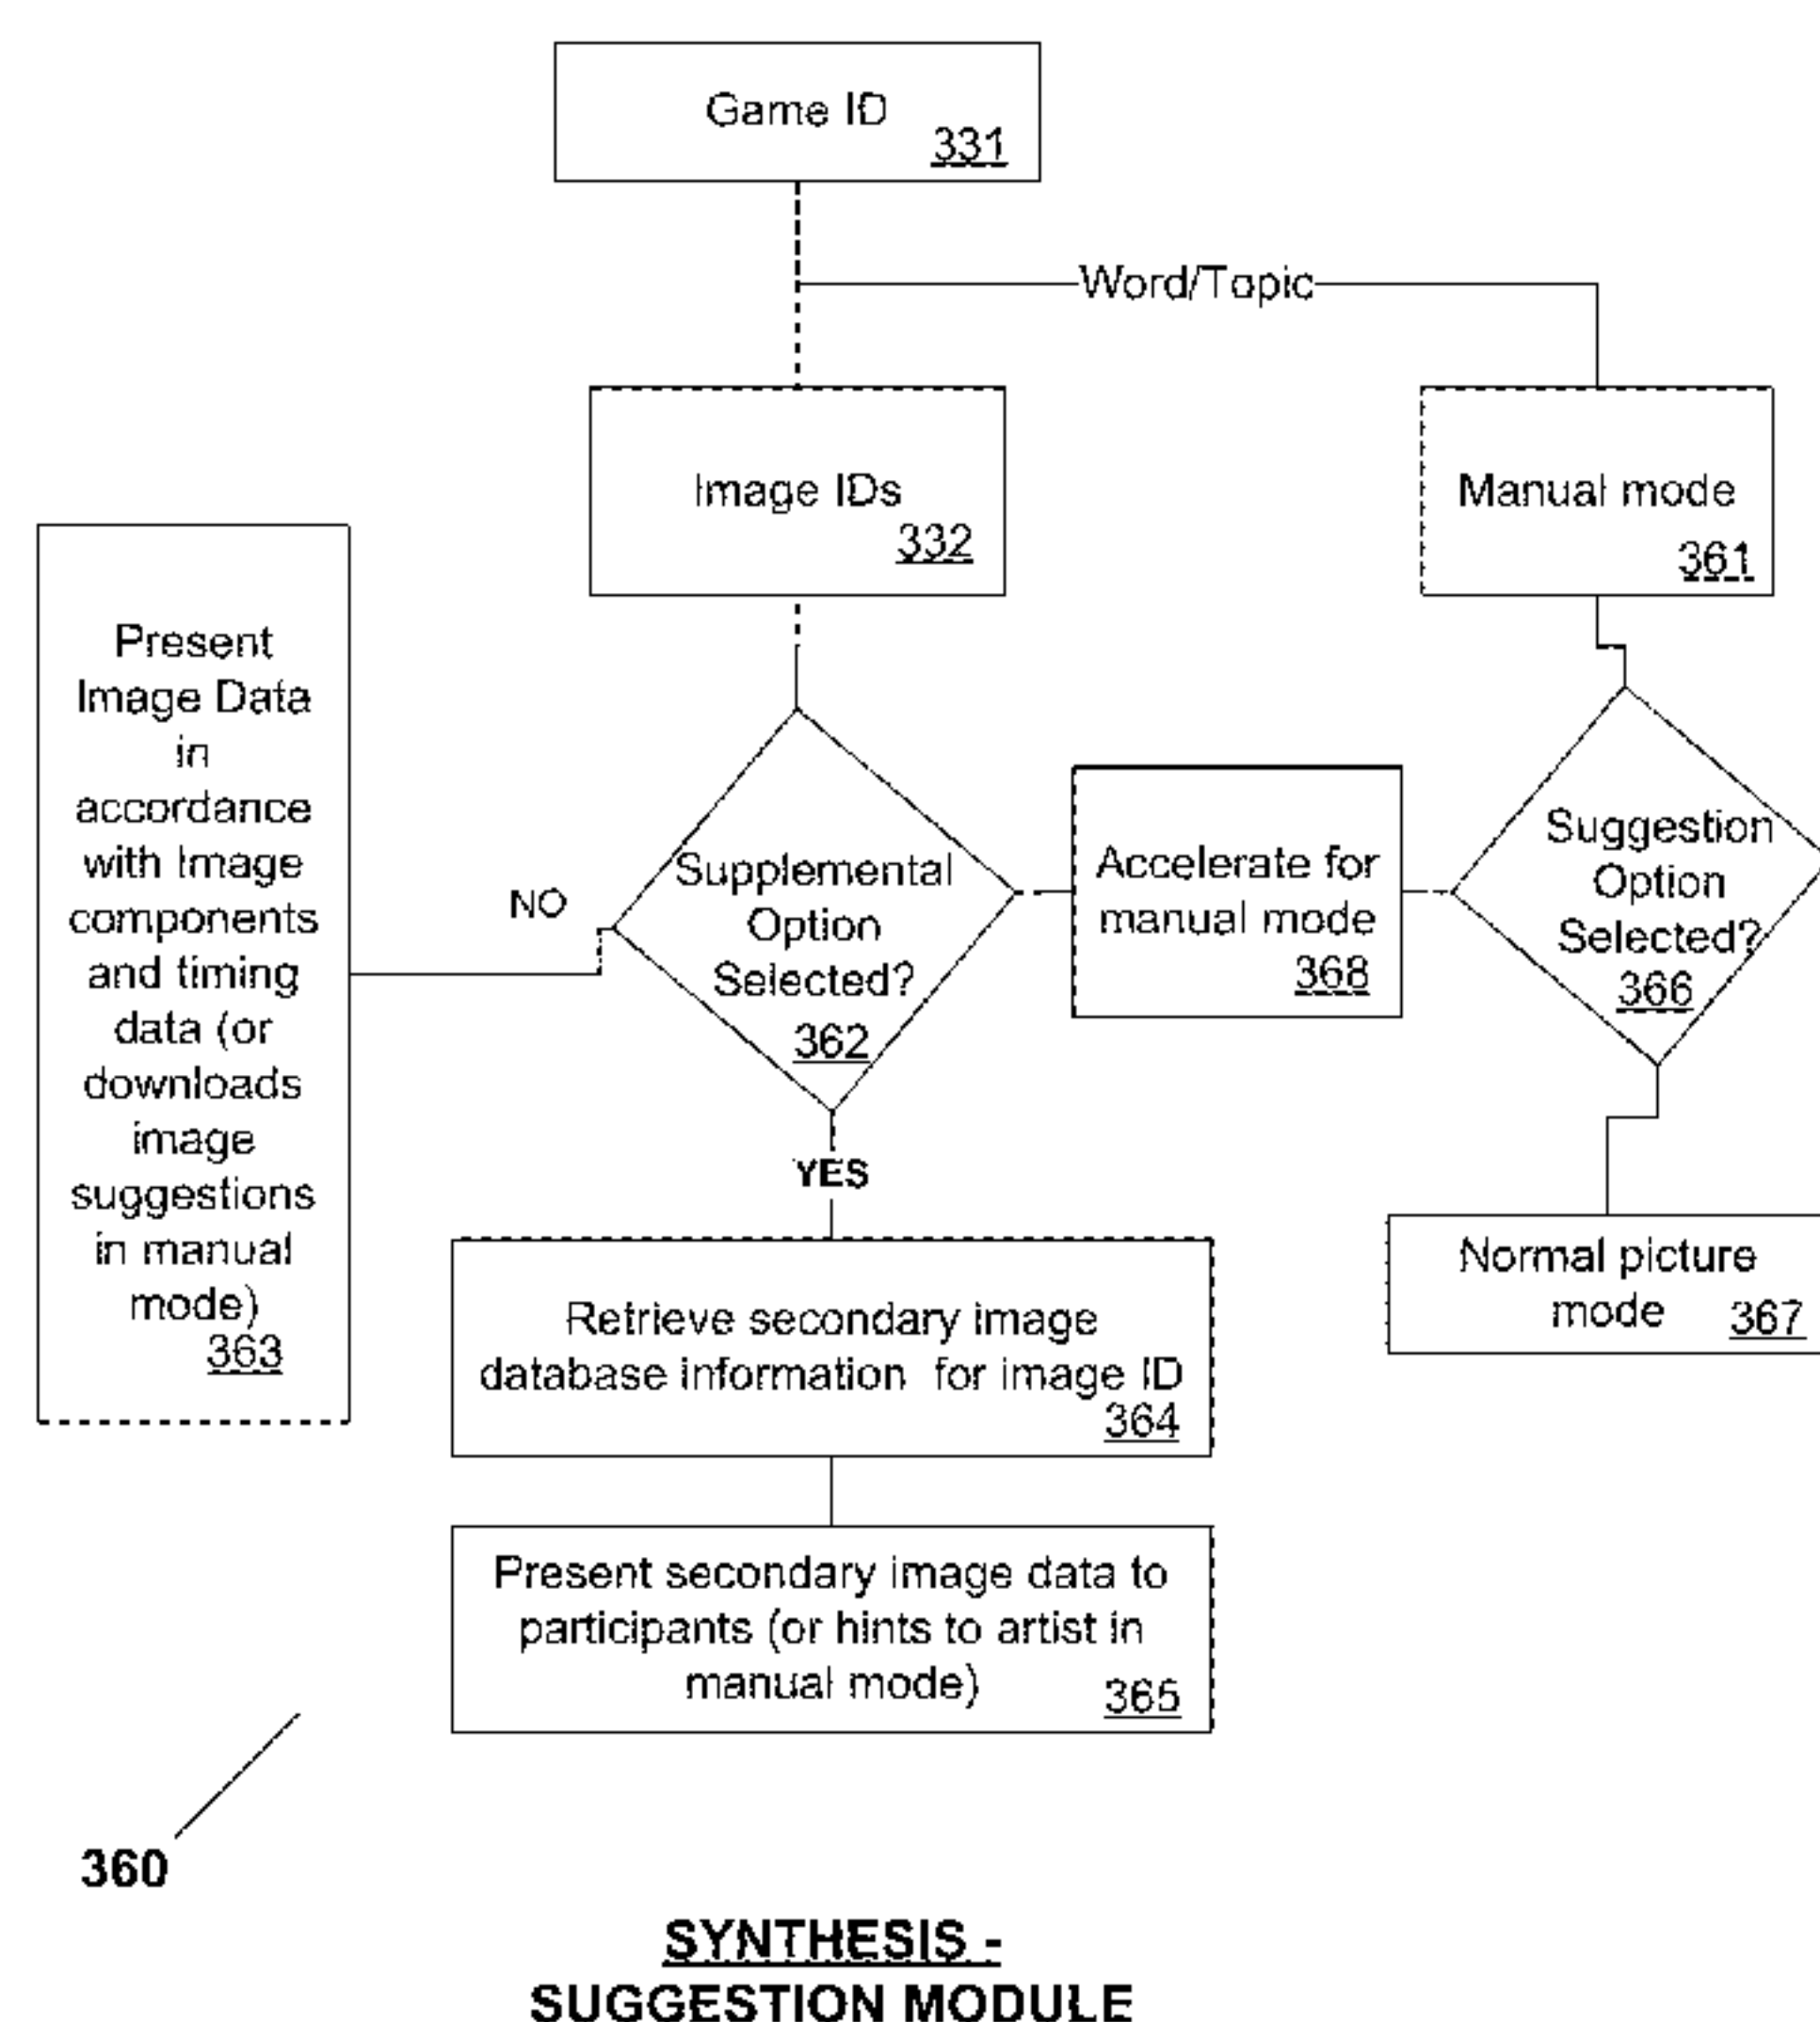 Game ID
331
Word/Topic
Image IDs
332
Manual mode
361
Present
Image Data
in
accordance
with Image
components
and timing
data (or
downloads
image
suggestions
in manual
mode)
363
NO
Supplemental
Option
Selected?
362
Accelerate for
manual mode
368
Suggestion
Option
Selected?
366
YES
Normal picture
mode 367
Retrieve secondary image
database information for image ID
364
Present secondary image data to
participants (or hints to artist in
manual mode) 365
360
SYNTHESIS -
SUGGESTION MODULE